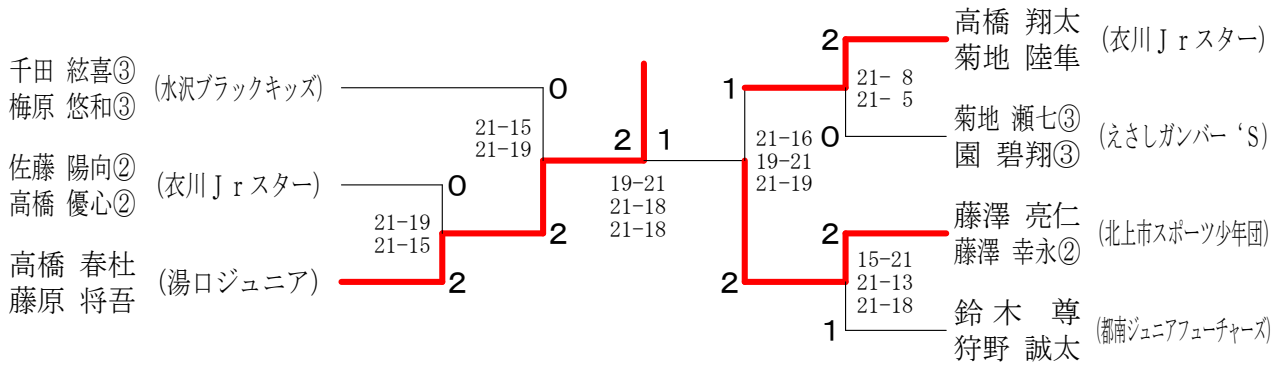 千田 絃喜③
梅原 悠和③
(水沢ブラックキッズ)
0
21-15
21-19
佐藤 陽向②
高橋 優心②
(衣川Ｊｒスター)
0
21-19
21-15
2
高橋 春杜
藤原 将吾
(湯口ジュニア)
2
2
1
19-21
21-18
21-18
高橋 翔太
菊地 陸隼
(衣川Ｊｒスター)
2
1
21- 8
21- 5
菊地 瀬七③
園 碧翔③
(えさしガンバー‘S)
0
21-16
19-21
21-19
藤澤 亮仁
藤澤 幸永②
(北上市スポーツ少年団)
2
2
15-21
21-13
21-18
鈴木 尊
狩野 誠太
(都南ジュニアフューチャーズ)
1